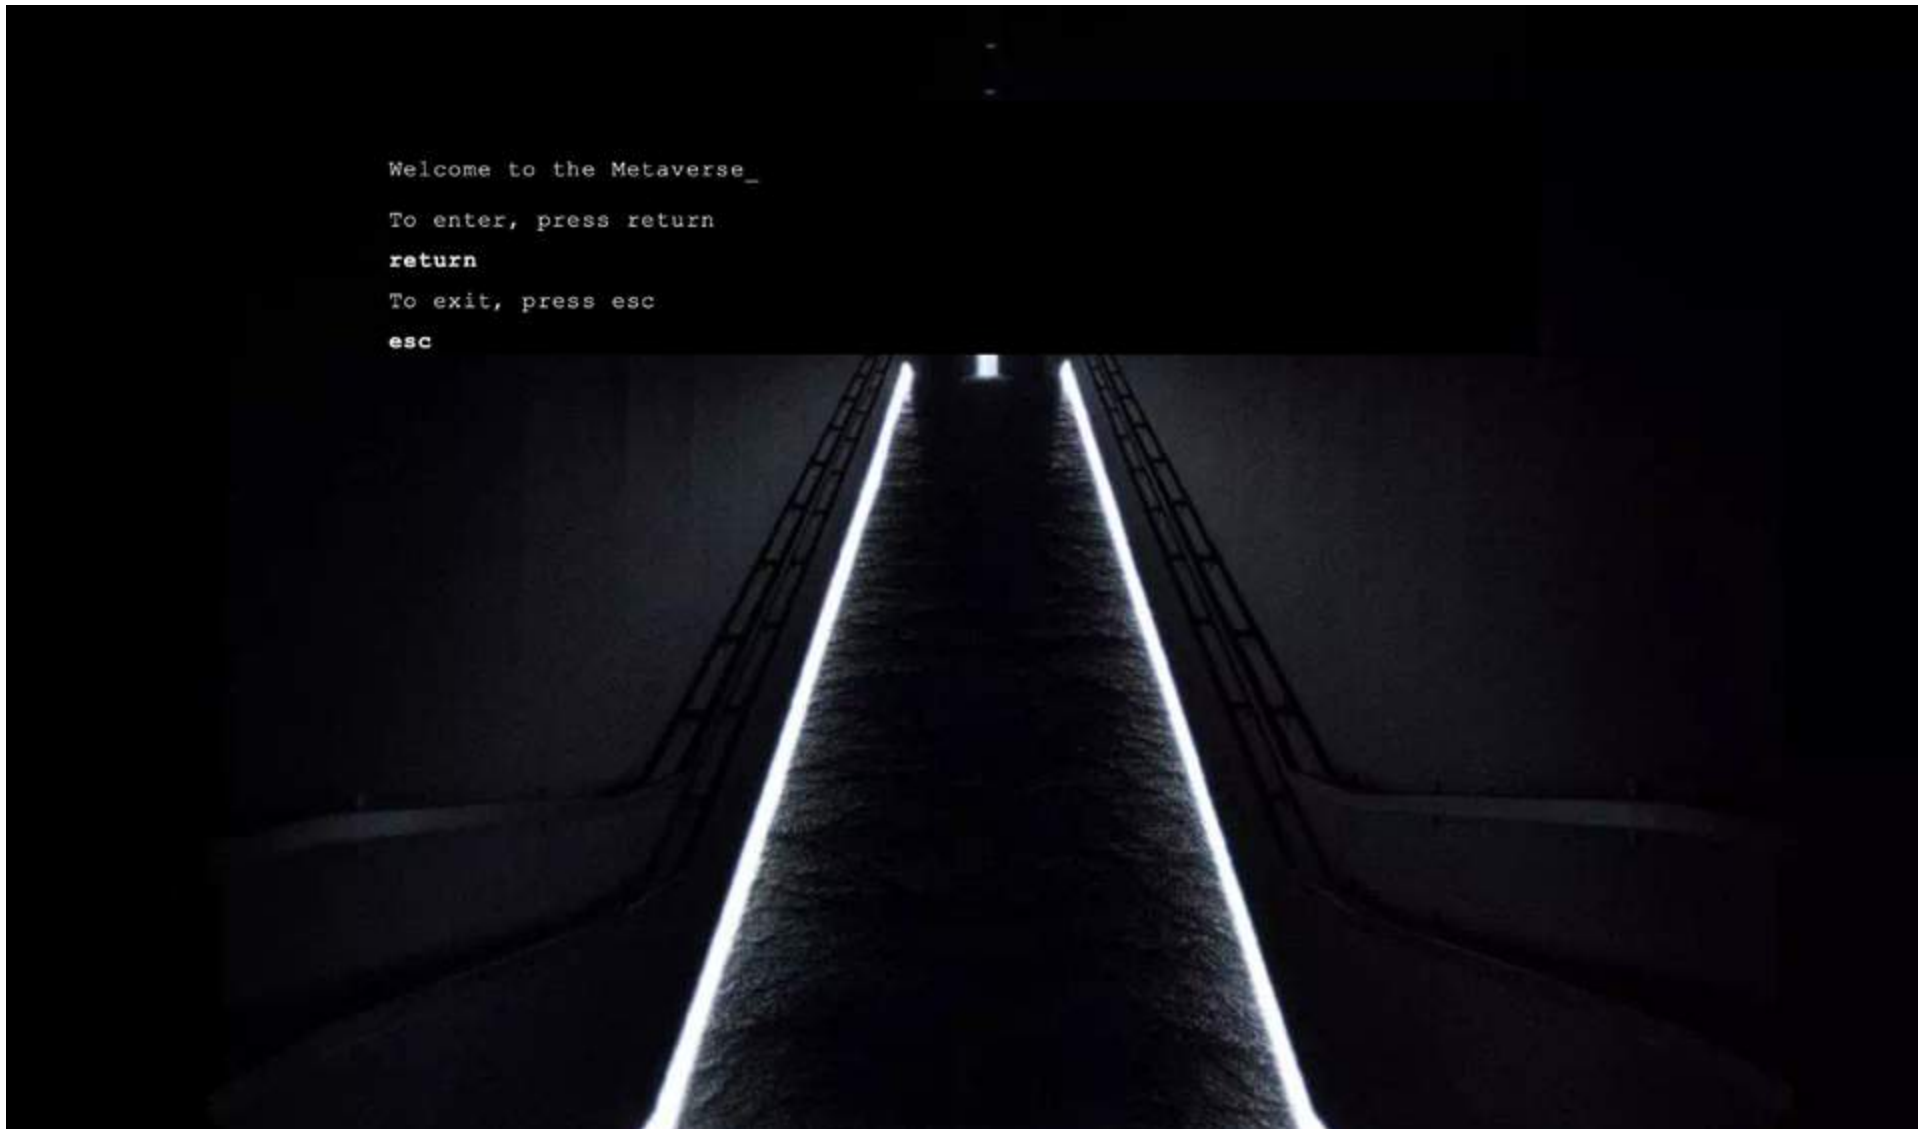 Welcome to the Metaverse_
To enter, press return
return
To exit, press esc
esc